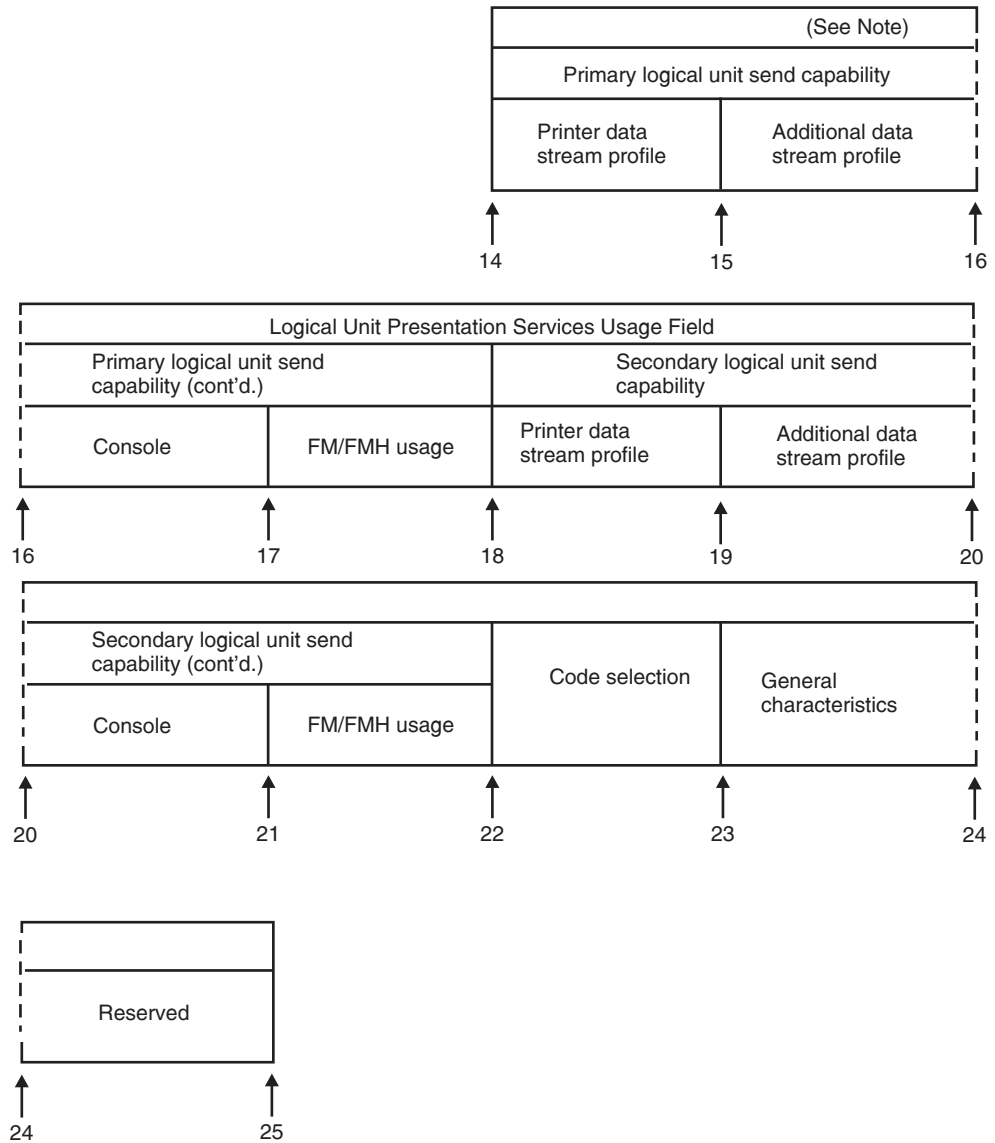 (See Note)
Primary logical unit send capability
Printer data
stream profile
Additional data
stream profile
14
15
16
Logical Unit Presentation Services Usage Field
Primary logical unit send
capability (cont'd.)
Secondary logical unit send
capability
Console
FM/FMH usage
Printer data
stream profile
Additional data
stream profile
16
17
18
19
20
Secondary logical unit send
capability (cont'd.)
Code selection
General
characteristics
Console
FM/FMH usage
20
21
22
23
24
Reserved
24
25